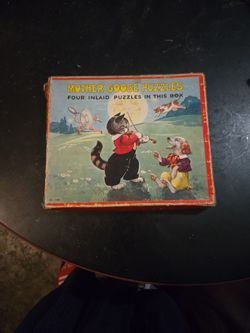 MOTHER GOOSE PUZZLES
FOUR INLAID PUZZLES IN THIS BOX